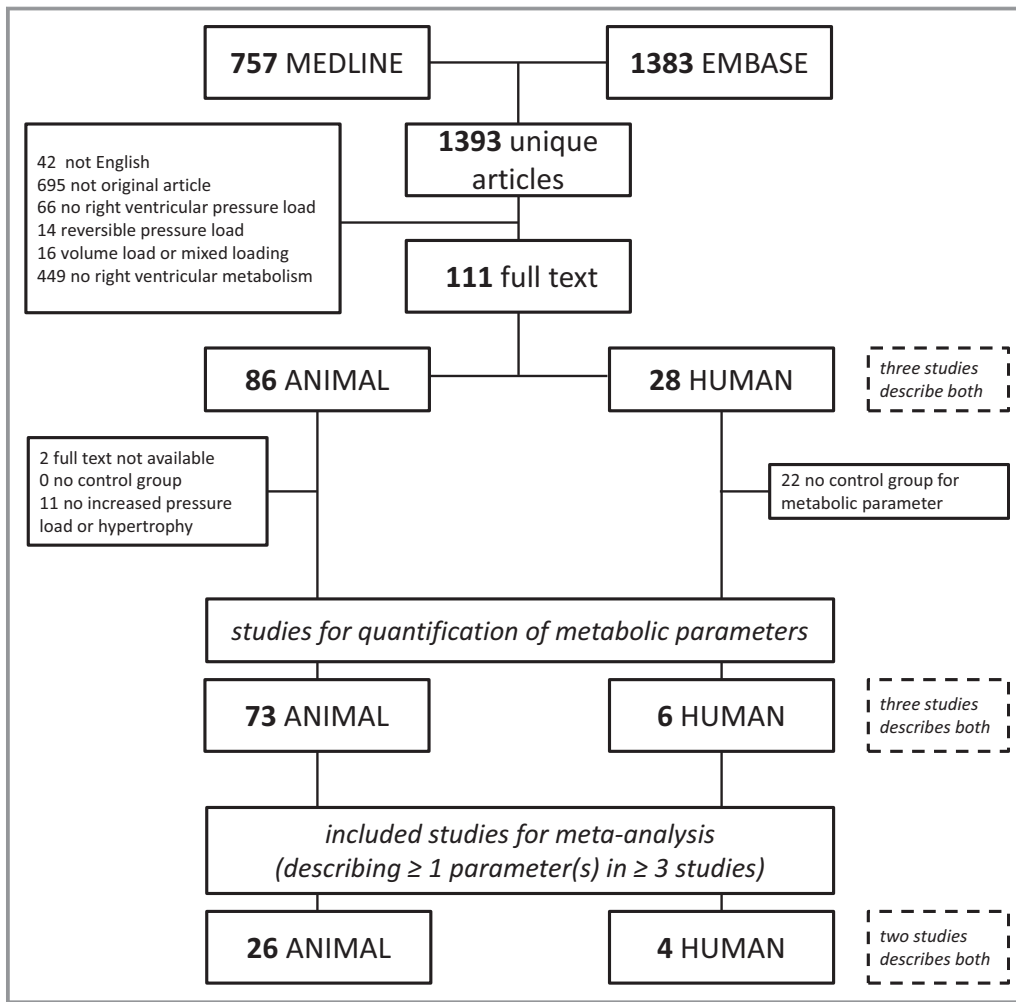 757 MEDLINE
1383 EMBASE
1393 unique
articles
42 not English
695 not original article
66 no right ventricular pressure load
14 reversible pressure load
16 volume load or mixed loading
449 no right ventricular metabolism
111 full text
86 ANIMAL
28 HUMAN
three studies
describe both
2 full text not available
0 no control group
11 no increased pressure
load or hypertrophy
22 no control group for
metabolic parameter
studies for quantification of metabolic parameters
73 ANIMAL
6 HUMAN
three studies
describes both
included studies for meta-analysis
(describing ≥ 1 parameter(s) in ≥ 3 studies)
26 ANIMAL
4 HUMAN
two studies
describes both